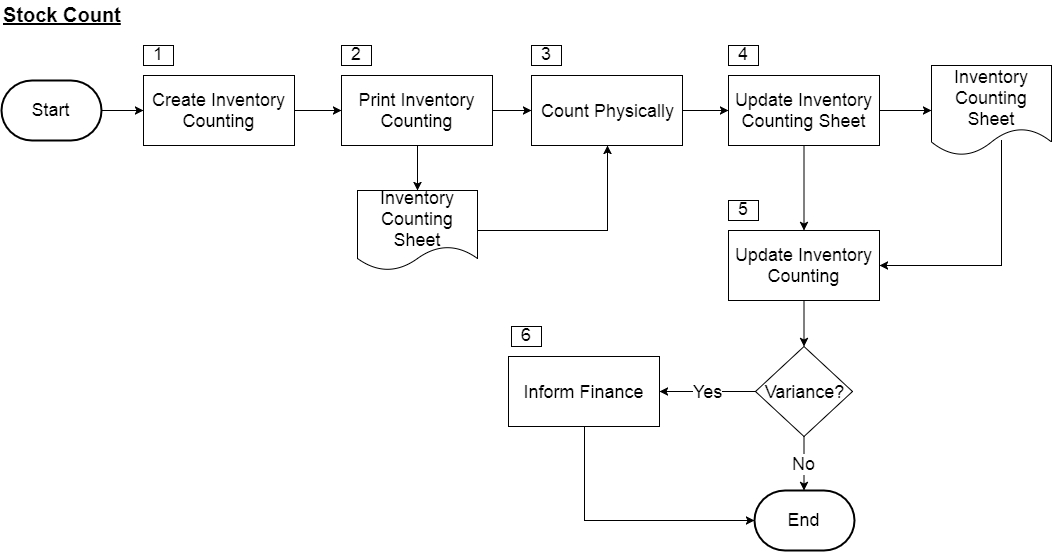 Stock Count
1
2
3
4
Start
Create Inventory
Counting
Print Inventory
Counting
Count Physically
Update Inventory
Counting Sheet
Inventory
Counting
Sheet
Inventory
Counting
Sheet
5
Update Inventory
Counting
6
Inform Finance
Yes
Variance?
No
End